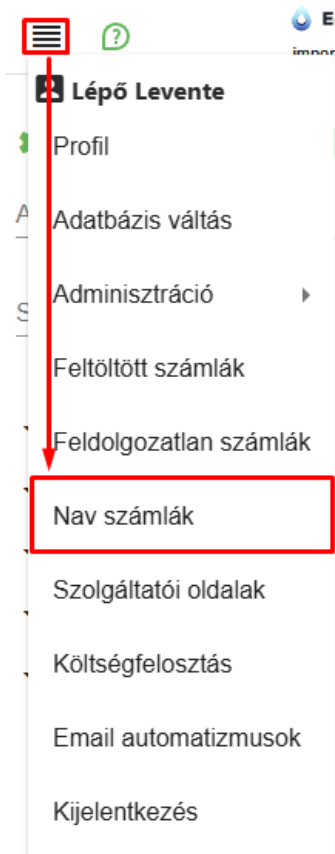 Lépő Levente
Profil
Adatbázis váltás
Adminisztráció
Feltöltött számlák
Feldolgozatlan számlák
Nav számlák
Szolgáltatói oldalak
Költségfelosztás
Email automatizmusok
Kijelentkezés